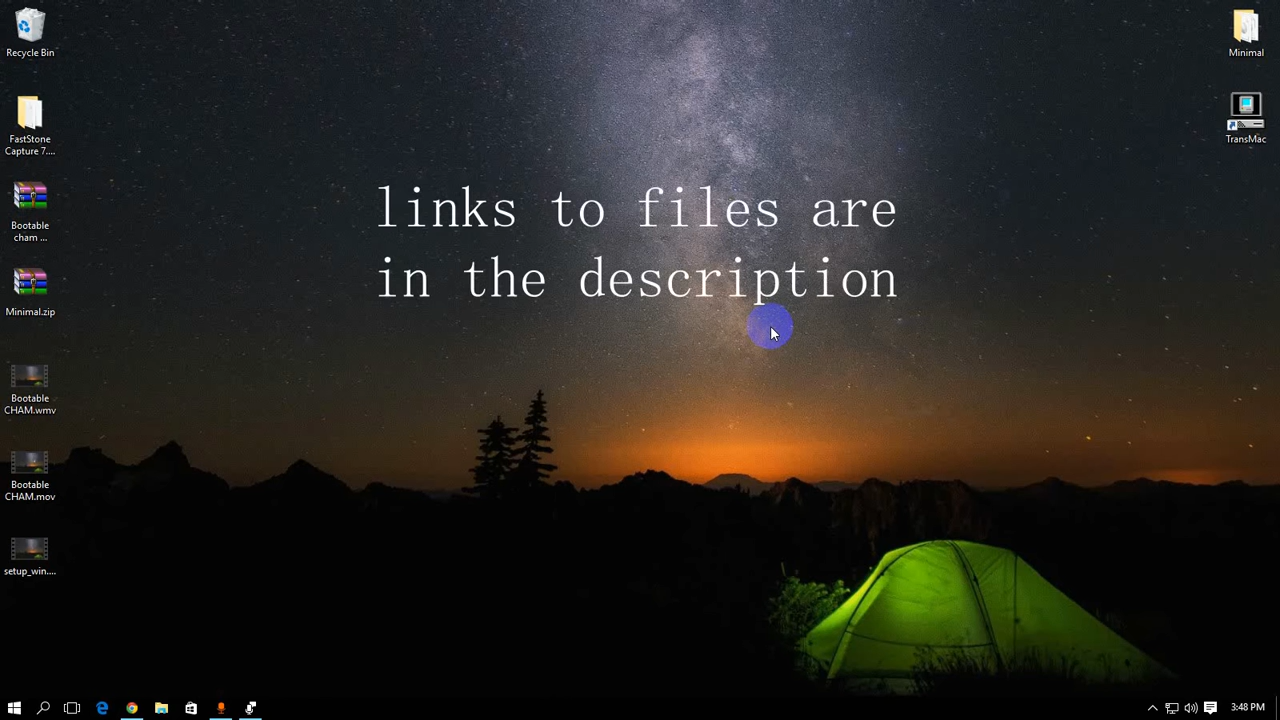 Recycle Bin
FastStone
Capture 7....
Bootable
cham ...
Minimal.zip
Bootable
CHAM.wmv
Bootable
CHAM.mov
setup_win....
links to files are
in the description
Minimal
TransMac
3:48 PM